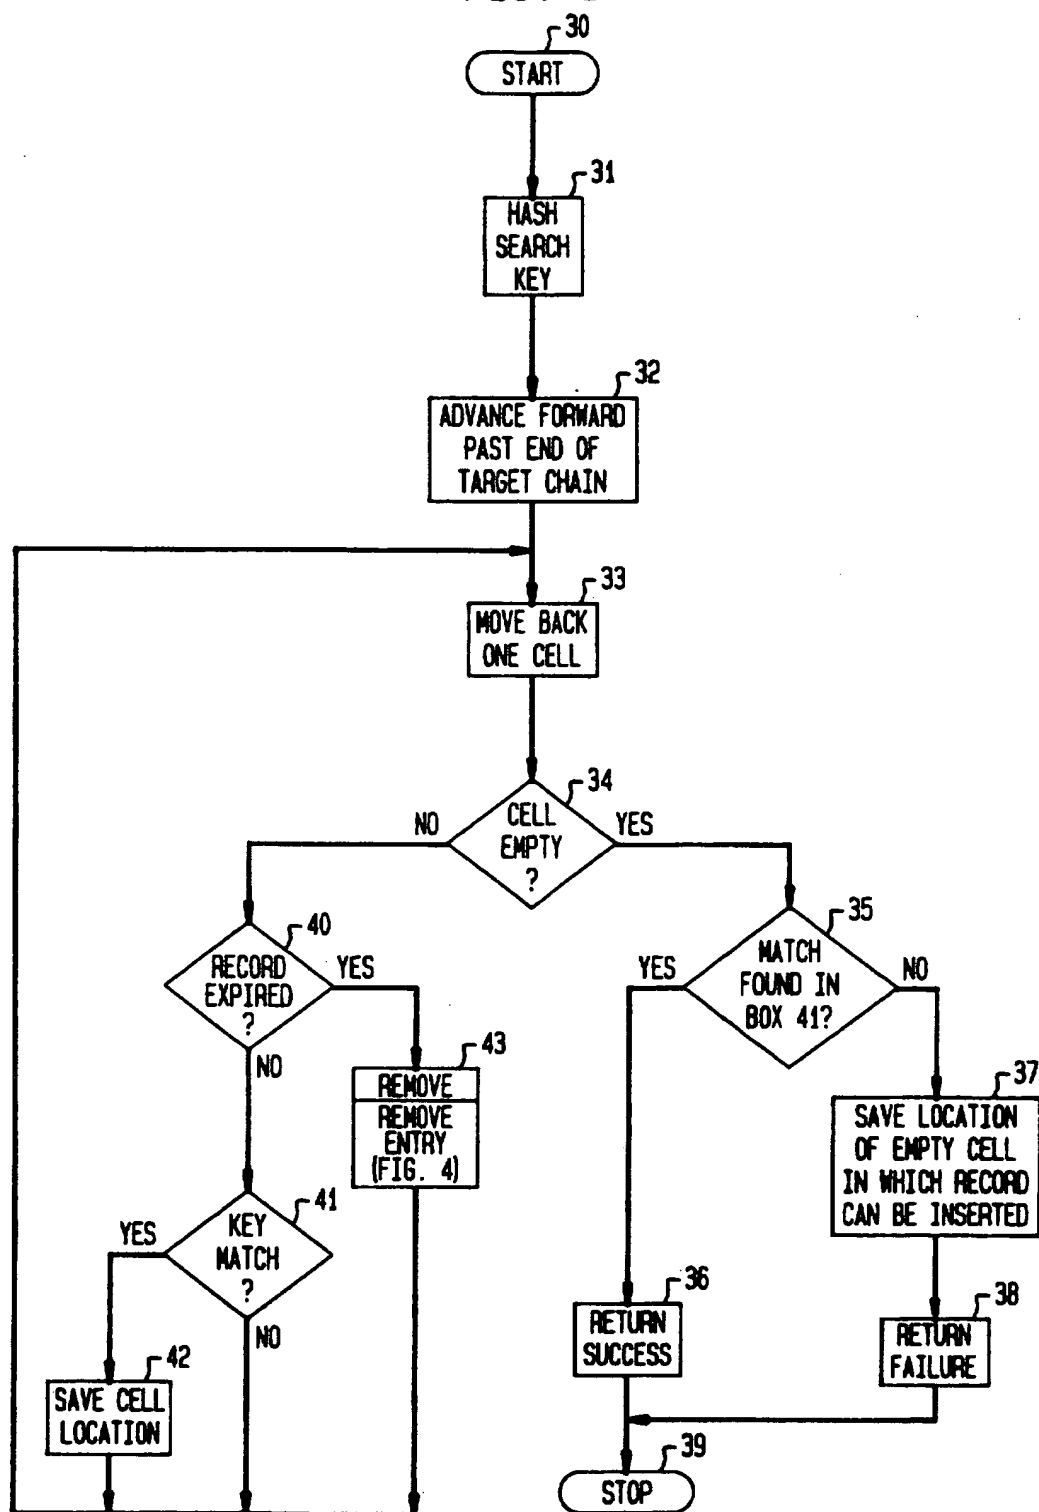 30
START
31
HASH
SEARCH
KEY
32
ADVANCE FORWARD
PAST END OF
TARGET CHAIN
33
MOVE BACK
ONE CELL
34
NO
CELL
EMPTY
?
YES
40
RECORD
EXPIRED
?
YES
NO
35
YES
MATCH
FOUND IN
BOX 41?
NO
43
REMOVE
REMOVE
ENTRY
(FIG. 4)
37
SAVE LOCATION
OF EMPTY CELL
IN WHICH RECORD
CAN BE INSERTED
41
YES
KEY
MATCH
?
NO
36
RETURN
SUCCESS
38
RETURN
FAILURE
42
SAVE CELL
LOCATION
39
STOP